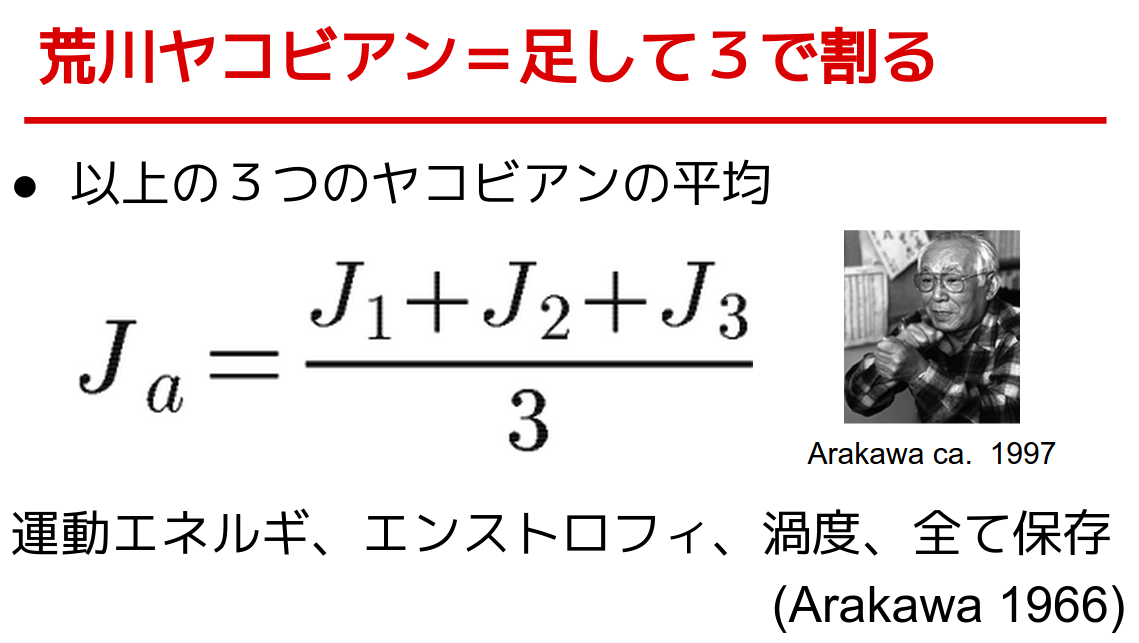 荒川ヤコビアン＝足して３で割る
● 以上の３つのヤコビアンの平均
J_a = (J_1+J_2+J_3)/3
Arakawa ca. 1997
運動エネルギ、エンストロフィ、渦度、全て保存
(Arakawa 1966)